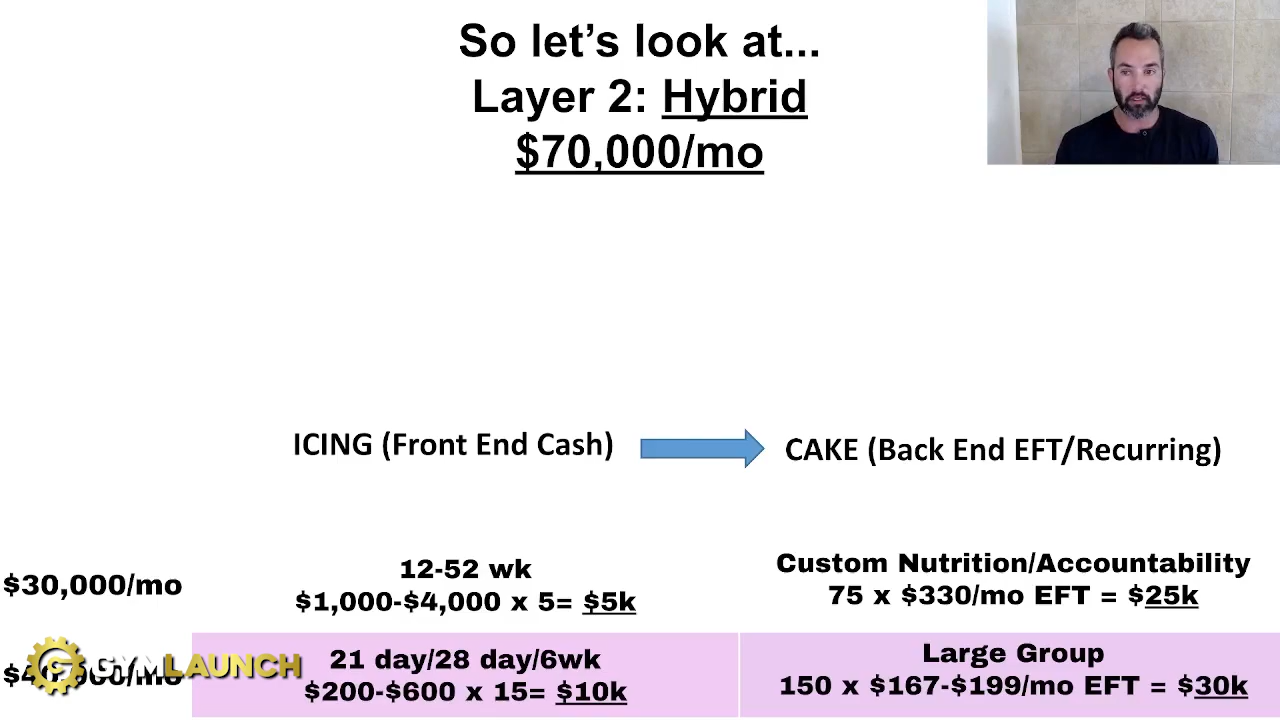 So let's look at...
Layer 2: Hybrid
$70,000/mo
ICING (Front End Cash)
CAKE (Back End EFT/Recurring)
$30,000/mo
12-52 wk
$1,000-$4,000 x 5= $5k
Custom Nutrition/Accountability
75 x $330/mo EFT = $25k
GYMLAUNCH
21 day/28 day/6wk
$200-$600 x 15= $10k
Large Group
150 x $167-$199/mo EFT = $30k